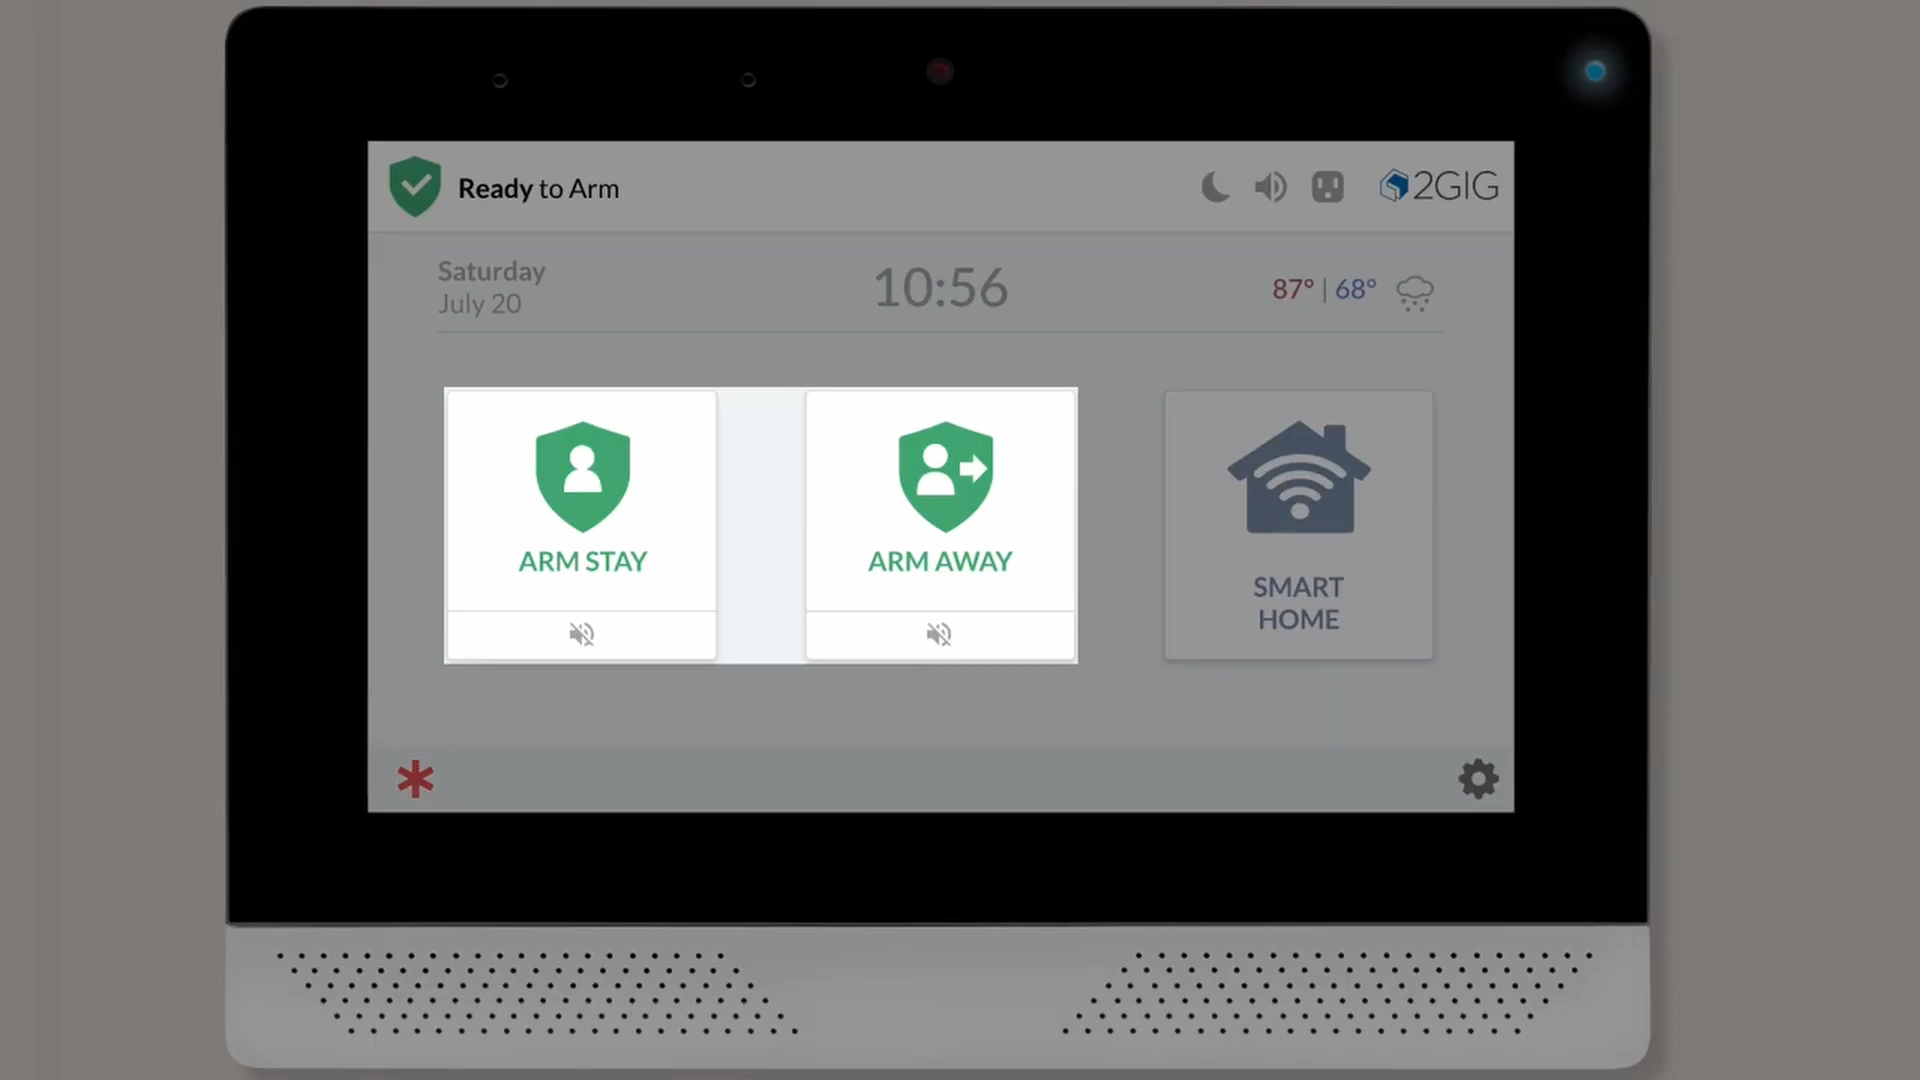 Ready to Arm
2GIG
Saturday
July 20
10:56
87° | 68°
ARM STAY
ARM AWAY
SMART
HOME